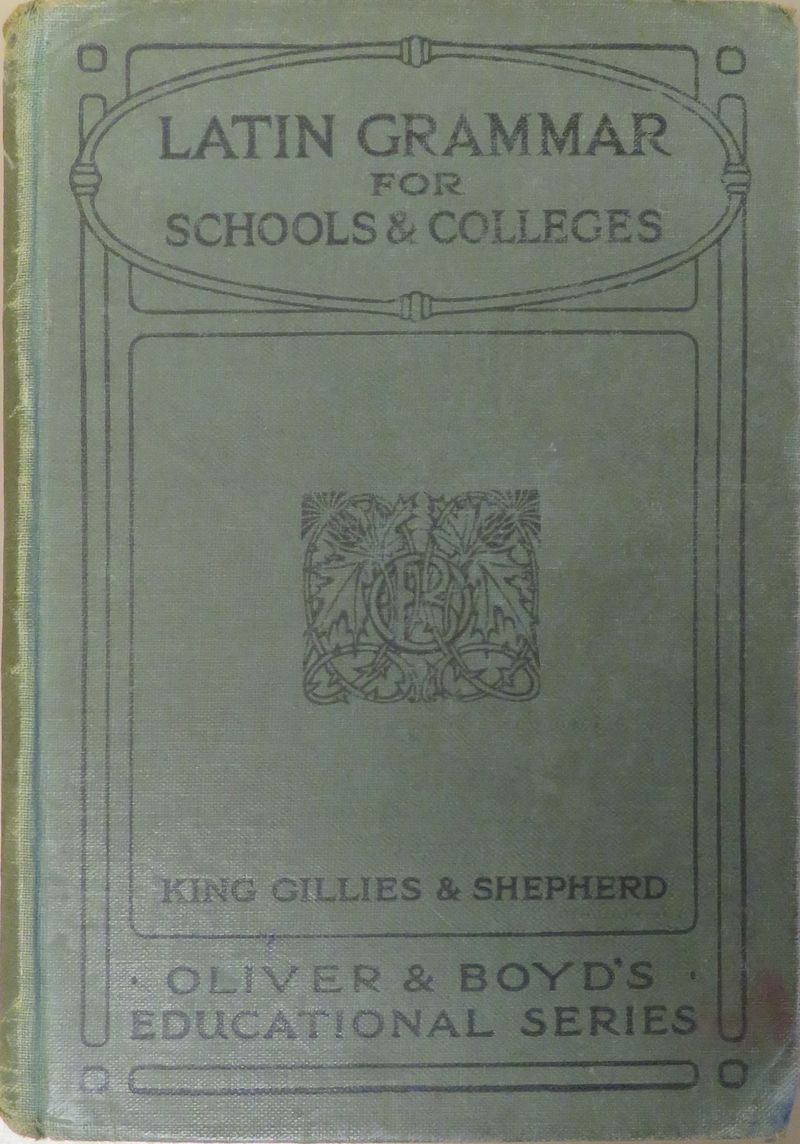 LATIN GRAMMAR
FOR
SCHOOLS & COLLEGES
KING GILLIES & SHEPHERD
· OLIVER & BOYD'S ·
EDUCATIONAL SERIES